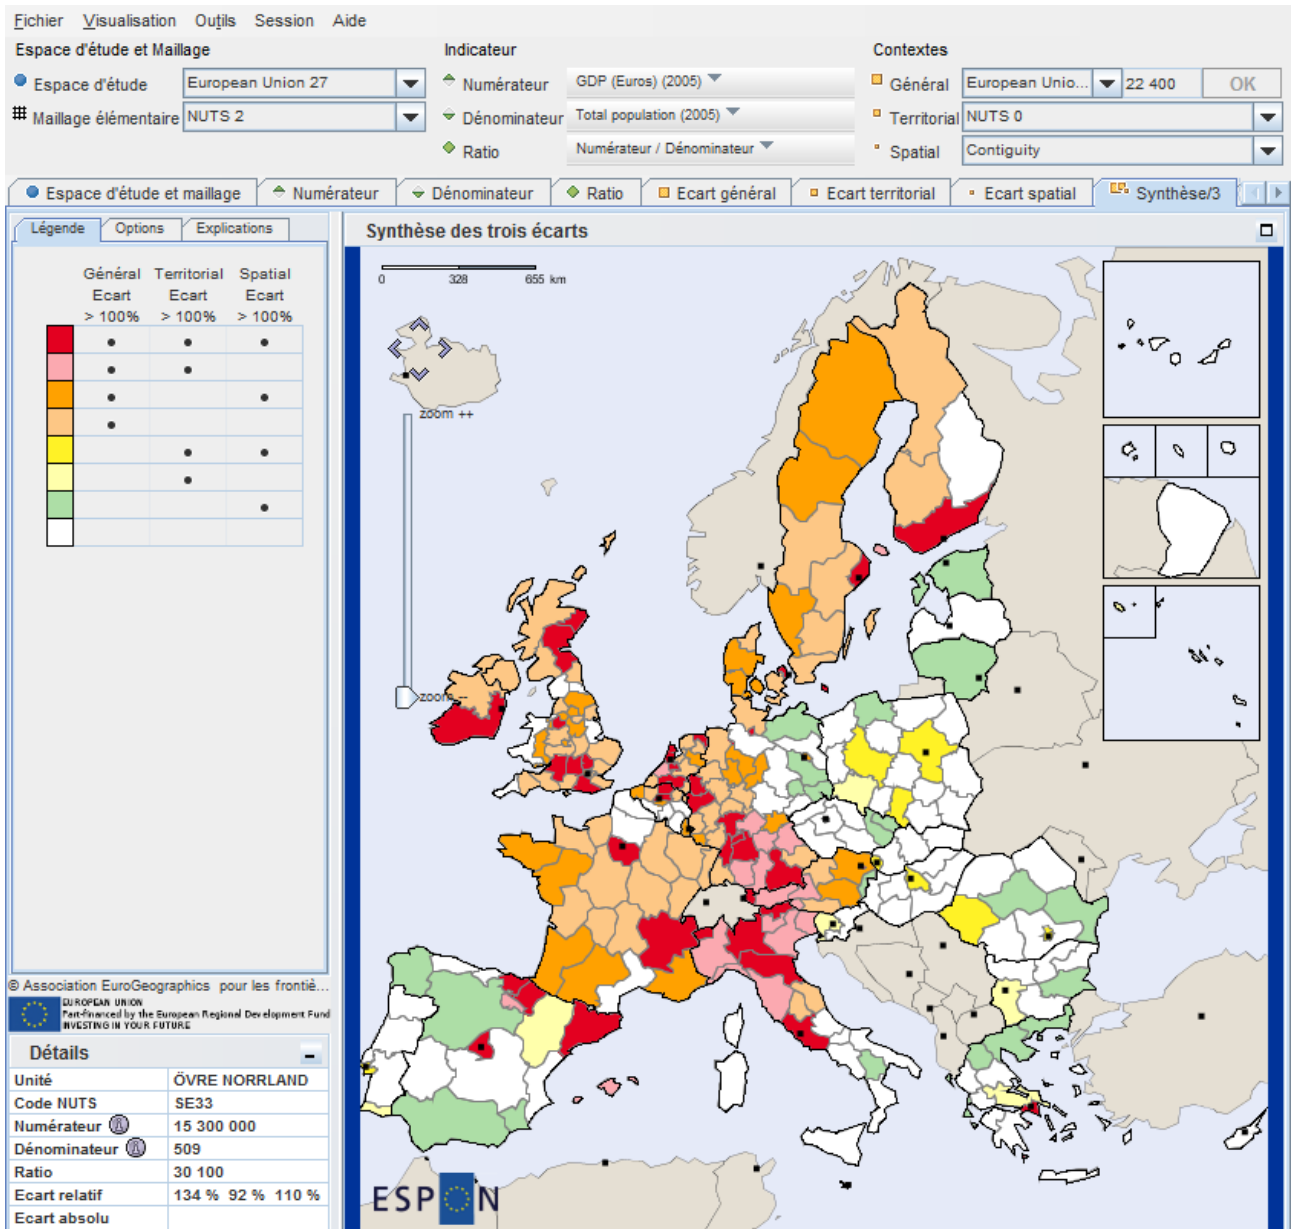 Fichier Visualisation Outils Session Aide
Espace d'étude et Maillage Indicateur Contextes
Espace d'étude European Union 27 Numérateur GDP (Euros) (2005) Général European Unio... 22 400 OK
Maillage élémentaire NUTS 2 Dénominateur Total population (2005) Territorial NUTS 0
Ratio Numérateur / Dénominateur Spatial Contiguity
Espace d'étude et maillage Numérateur Dénominateur Ratio Ecart général Ecart territorial Ecart spatial Synthèse/3
Légende Options Explications
Synthèse des trois écarts
Général Territorial Spatial
Ecart Ecart Ecart
> 100% > 100% > 100%
0 328 655 km
zoom ++
zoom
© Association EuroGeographics pour les frontiè...
EUROPEAN UNION
Part-financed by the European Regional Development Fund
INVESTING IN YOUR FUTURE
Détails
Unité ÖVRE NORRLAND
Code NUTS SE33
Numérateur 15 300 000
Dénominateur 509
Ratio 30 100
Ecart relatif 134 % 92 % 110 %
Ecart absolu
ESPON